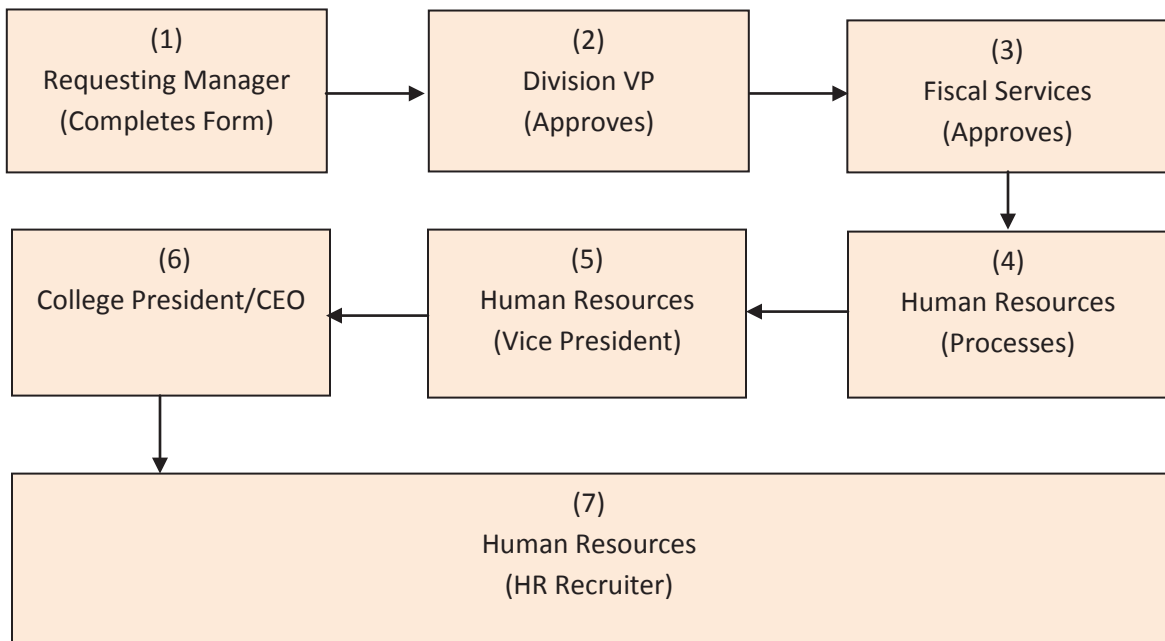 (1)
Requesting Manager
(Completes Form)
(2)
Division VP
(Approves)
(3)
Fiscal Services
(Approves)
(4)
Human Resources
(Processes)
(5)
Human Resources
(Vice President)
(6)
College President/CEO
(7)
Human Resources
(HR Recruiter)